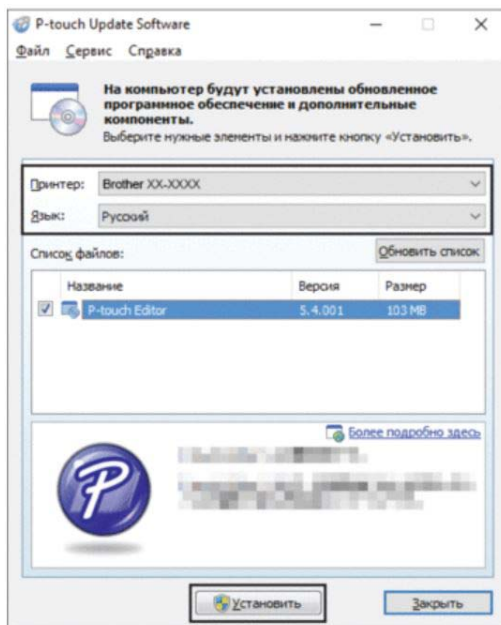 P-touch Update Software
Файл Сервис Справка
На компьютер будут установлены обновленное
программное обеспечение и дополнительные
компоненты.
Выберите нужные элементы и нажмите кнопку «Установить».
Принтер: Brother XX-XXXX
Язык: Русский
Список файлов: Обновить список
Название Версия Размер
P-touch Editor 5.4.001 103 MB
Более подробно здесь
P
Установить Закрыть